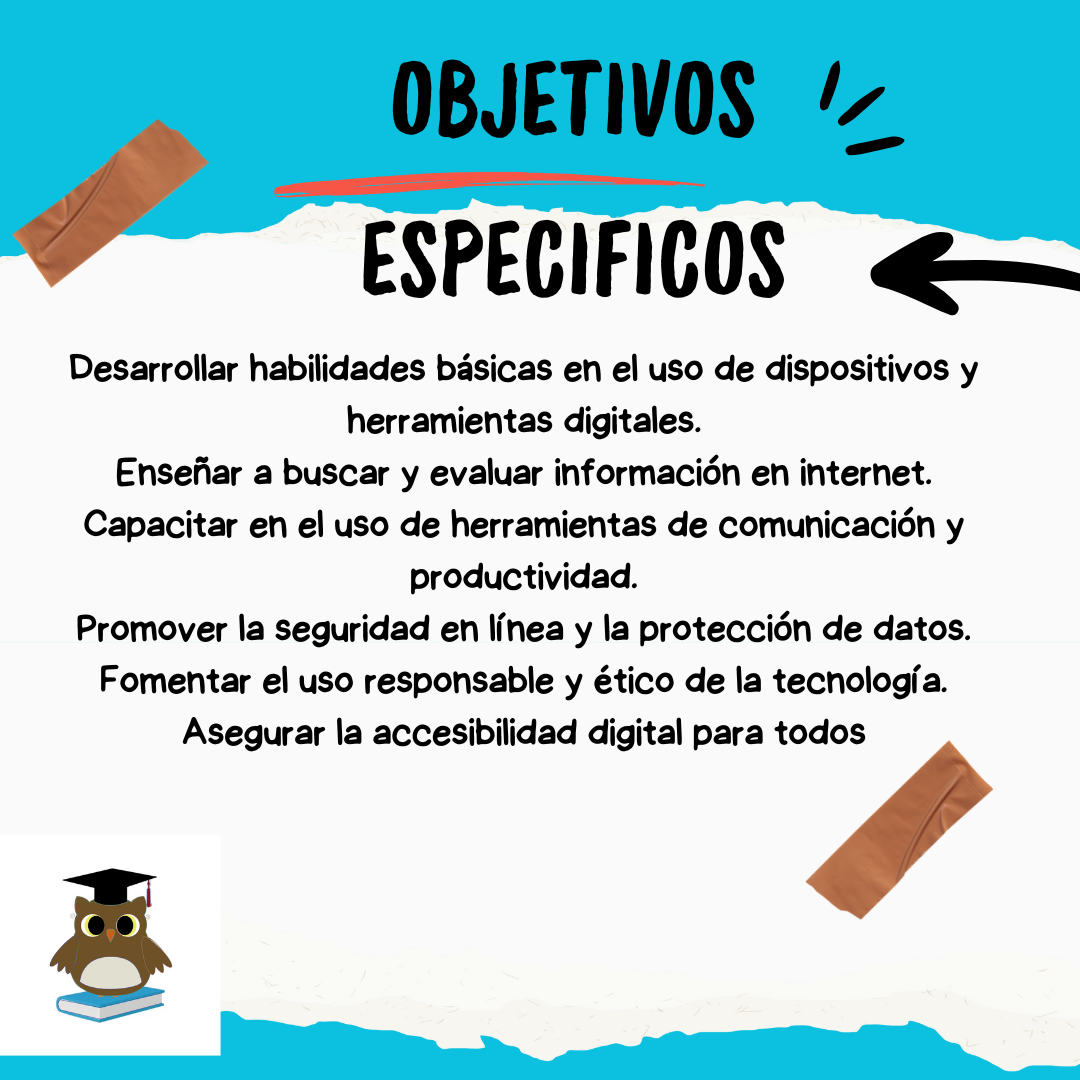 OBJETIVOS
ESPECIFICOS
Desarrollar habilidades básicas en el uso de dispositivos y
herramientas digitales.
Enseñar a buscar y evaluar información en internet.
Capacitar en el uso de herramientas de comunicación y
productividad.
Promover la seguridad en línea y la protección de datos.
Fomentar el uso responsable y ético de la tecnología.
Asegurar la accesibilidad digital para todos